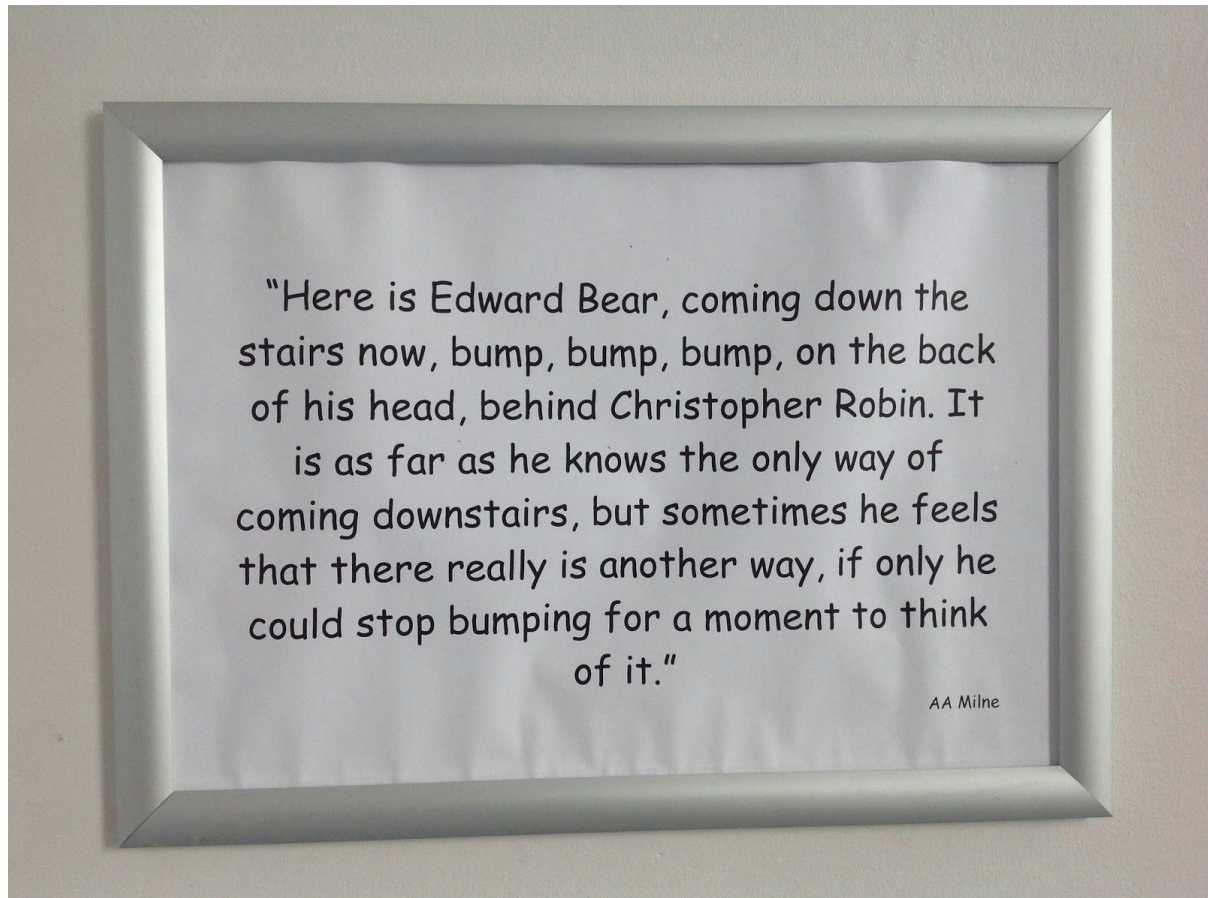 “Here is Edward Bear, coming down the
stairs now, bump, bump, bump, on the back
of his head, behind Christopher Robin. It
is as far as he knows the only way of
coming downstairs, but sometimes he feels
that there really is another way, if only he
could stop bumping for a moment to think
of it.”
AA Milne